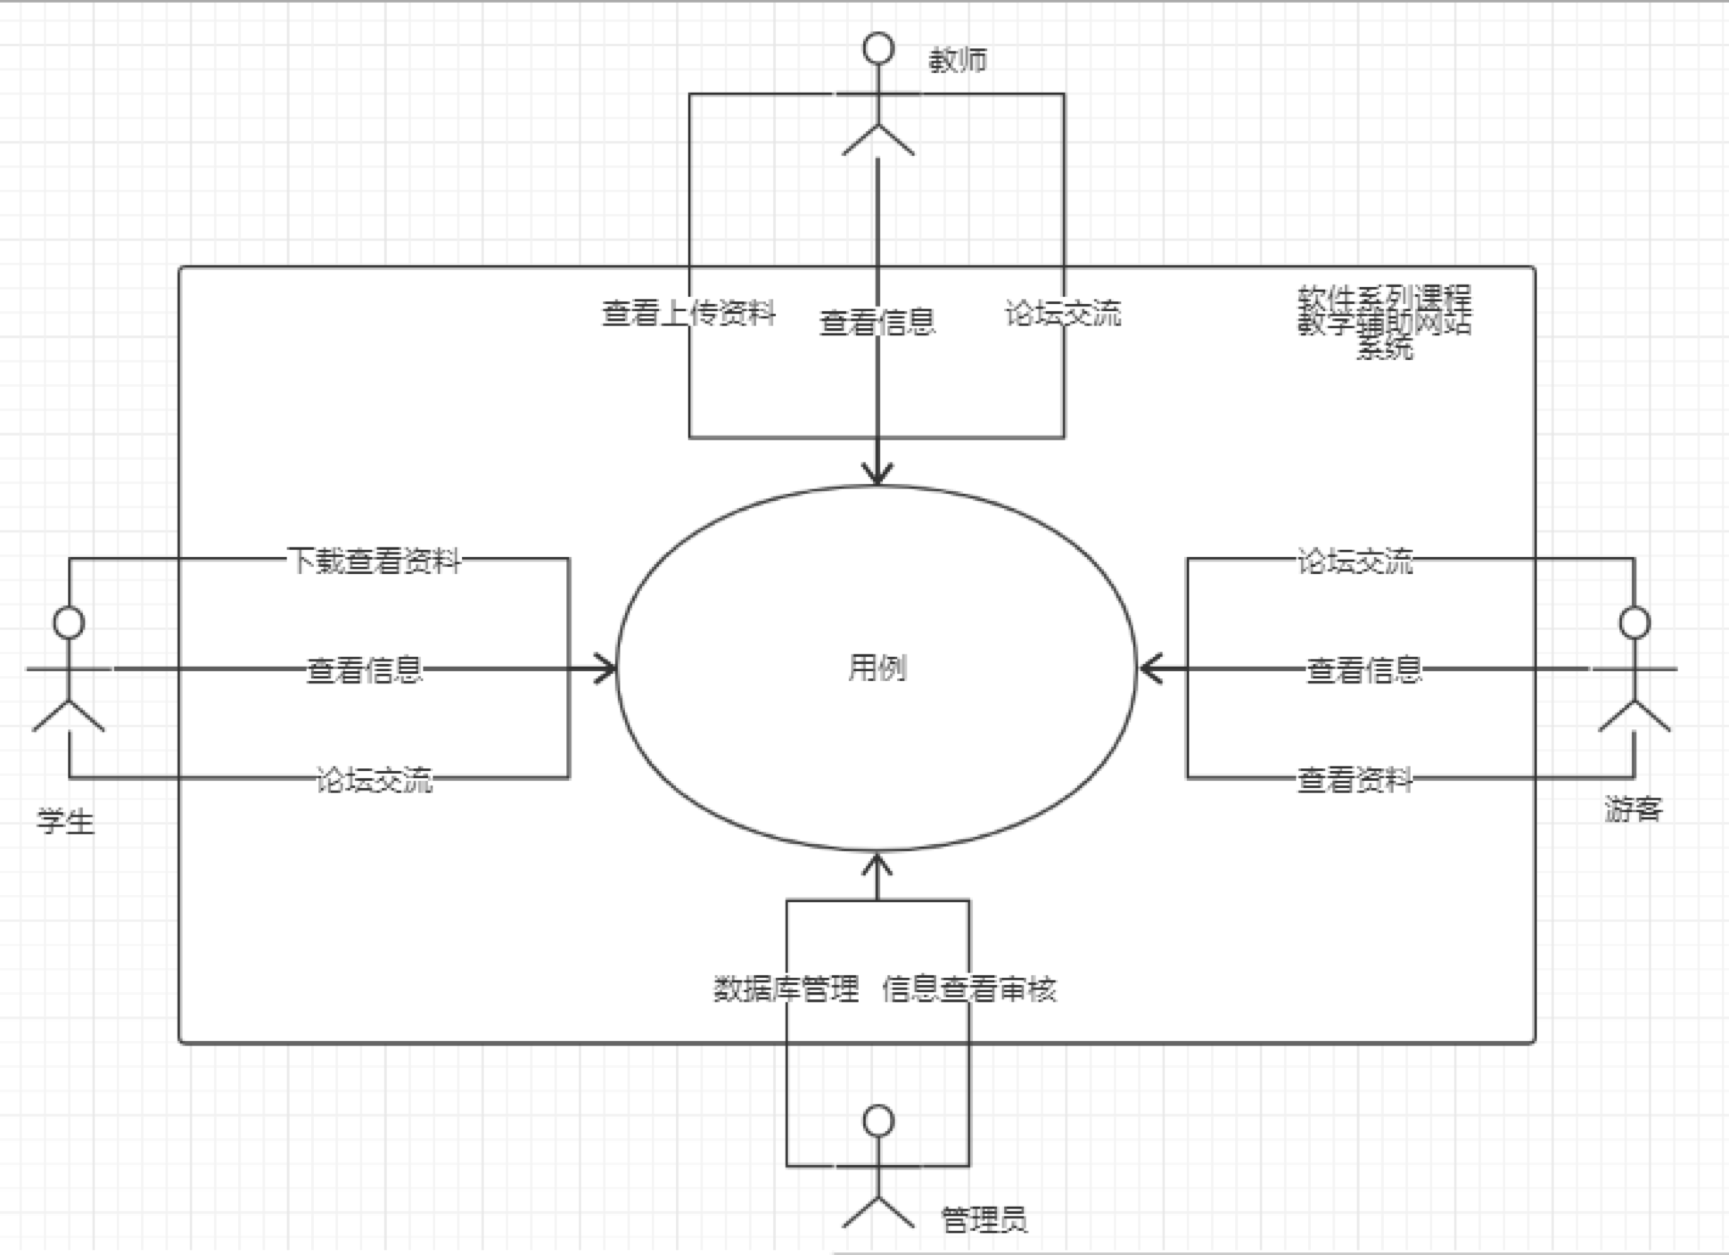 教师
查看上传资料
查看信息
论坛交流
软件系列课程
教学辅助网站
系统
下载查看资料
论坛交流
查看信息
用例
查看信息
论坛交流
查看资料
学生
游客
数据库管理
信息查看审核
管理员